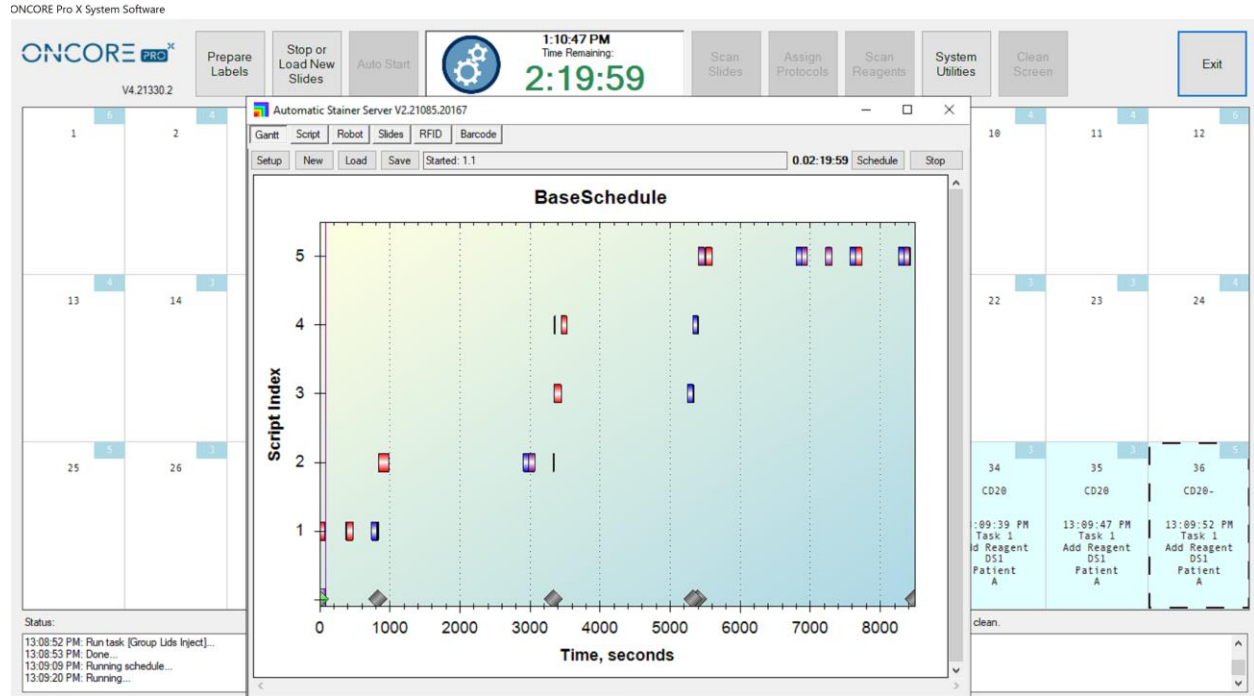 ONCORE Pro X System Software
ONCORE PRO X
V4.21330.2
Prepare Labels
Stop or Load New Slides
Auto Start
1:10:47 PM
Time Remaining:
2:19:59
Scan Slides
Assign Protocols
Scan Reagents
System Utilities
Clean Screen
Exit
Automatic Stainer Server V2.21085.20167
Gantt Script Robot Slides RFID Barcode
Setup New Load Save Started: 1.1 0.02:19:59 Schedule Stop
BaseSchedule
Script Index
5
4
3
2
1
0 1000 2000 3000 4000 5000 6000 7000 8000
Time, seconds
6 4 4 4 6
1 2 10 11 12
4 3 3 3 4
13 14 22 23 24
5 3 3 3 5
25 26
34
CD20
:09:39 PM
Task 1
dd Reagent
DS1
Patient
A
35
CD20
13:09:47 PM
Task 1
Add Reagent
DS1
Patient
A
36
CD20-
13:09:52 PM
Task 1
Add Reagent
DS1
Patient
A
Status:
clean.
13:08:52 PM: Run task [Group Lids Inject]...
13:08:53 PM: Done...
13:09:09 PM: Running schedule...
13:09:20 PM: Running...